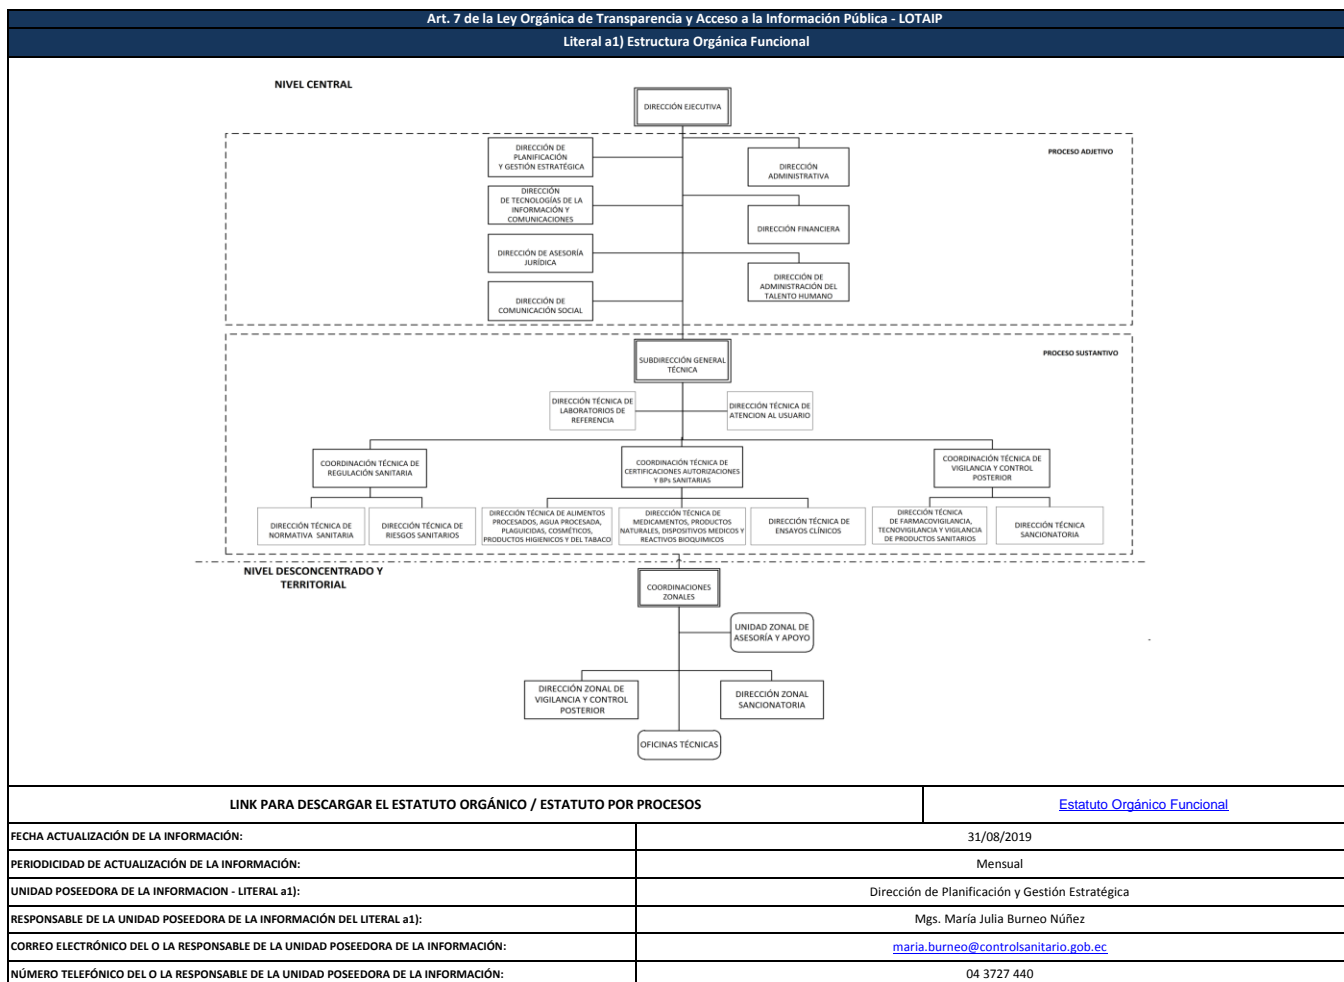 Art. 7 de la Ley Orgánica de Transparencia y Acceso a la Información Pública - LOTAIP
Literal a1) Estructura Orgánica Funcional
NIVEL CENTRAL
DIRECCIÓN EJECUTIVA
PROCESO ADJETIVO
DIRECCIÓN DE
PLANIFICACIÓN
Y GESTIÓN ESTRATÉGICA
DIRECCIÓN
ADMINISTRATIVA
DIRECCIÓN
DE TECNOLOGÍAS DE LA
INFORMACIÓN Y
COMUNICACIONES
DIRECCIÓN FINANCIERA
DIRECCIÓN DE ASESORÍA
JURÍDICA
DIRECCIÓN DE
ADMINISTRACIÓN DEL
TALENTO HUMANO
DIRECCIÓN DE
COMUNICACIÓN SOCIAL
PROCESO SUSTANTIVO
SUBDIRECCIÓN GENERAL
TÉCNICA
DIRECCIÓN TÉCNICA DE
LABORATORIOS DE
REFERENCIA
DIRECCIÓN TÉCNICA DE
ATENCION AL USUARIO
COORDINACIÓN TÉCNICA DE
REGULACIÓN SANITARIA
COORDINACIÓN TÉCNICA DE
CERTIFICACIONES AUTORIZACIONES
Y BPs SANITARIAS
COORDINACIÓN TÉCNICA DE
VIGILANCIA Y CONTROL
POSTERIOR
DIRECCIÓN TÉCNICA DE
NORMATIVA SANITARIA
DIRECCIÓN TÉCNICA DE
RIESGOS SANITARIOS
DIRECCIÓN TÉCNICA DE ALIMENTOS
PROCESADOS, AGUA PROCESADA,
PLAGUICIDAS, COSMÉTICOS,
PRODUCTOS HIGIENICOS Y DEL TABACO
DIRECCIÓN TÉCNICA DE
MEDICAMENTOS, PRODUCTOS
NATURALES, DISPOSITIVOS MEDICOS Y
REACTIVOS BIOQUIMICOS
DIRECCIÓN TÉCNICA DE
ENSAYOS CLÍNICOS
DIRECCIÓN TÉCNICA
DE FARMACOVIGILANCIA,
TECNOVIGILANCIA Y VIGILANCIA
DE PRODUCTOS SANITARIOS
DIRECCIÓN TÉCNICA
SANCIONATORIA
NIVEL DESCONCENTRADO Y
TERRITORIAL
COORDINACIONES
ZONALES
UNIDAD ZONAL DE
ASESORÍA Y APOYO
DIRECCIÓN ZONAL DE
VIGILANCIA Y CONTROL
POSTERIOR
DIRECCIÓN ZONAL
SANCIONATORIA
OFICINAS TÉCNICAS
LINK PARA DESCARGAR EL ESTATUTO ORGÁNICO / ESTATUTO POR PROCESOS
Estatuto Orgánico Funcional
FECHA ACTUALIZACIÓN DE LA INFORMACIÓN:
31/08/2019
PERIODICIDAD DE ACTUALIZACIÓN DE LA INFORMACIÓN:
Mensual
UNIDAD POSEEDORA DE LA INFORMACION - LITERAL a1):
Dirección de Planificación y Gestión Estratégica
RESPONSABLE DE LA UNIDAD POSEEDORA DE LA INFORMACIÓN DEL LITERAL a1):
Mgs. María Julia Burneo Núñez
CORREO ELECTRÓNICO DEL O LA RESPONSABLE DE LA UNIDAD POSEEDORA DE LA INFORMACIÓN:
maria.burneo@controlsanitario.gob.ec
NÚMERO TELEFÓNICO DEL O LA RESPONSABLE DE LA UNIDAD POSEEDORA DE LA INFORMACIÓN:
04 3727 440